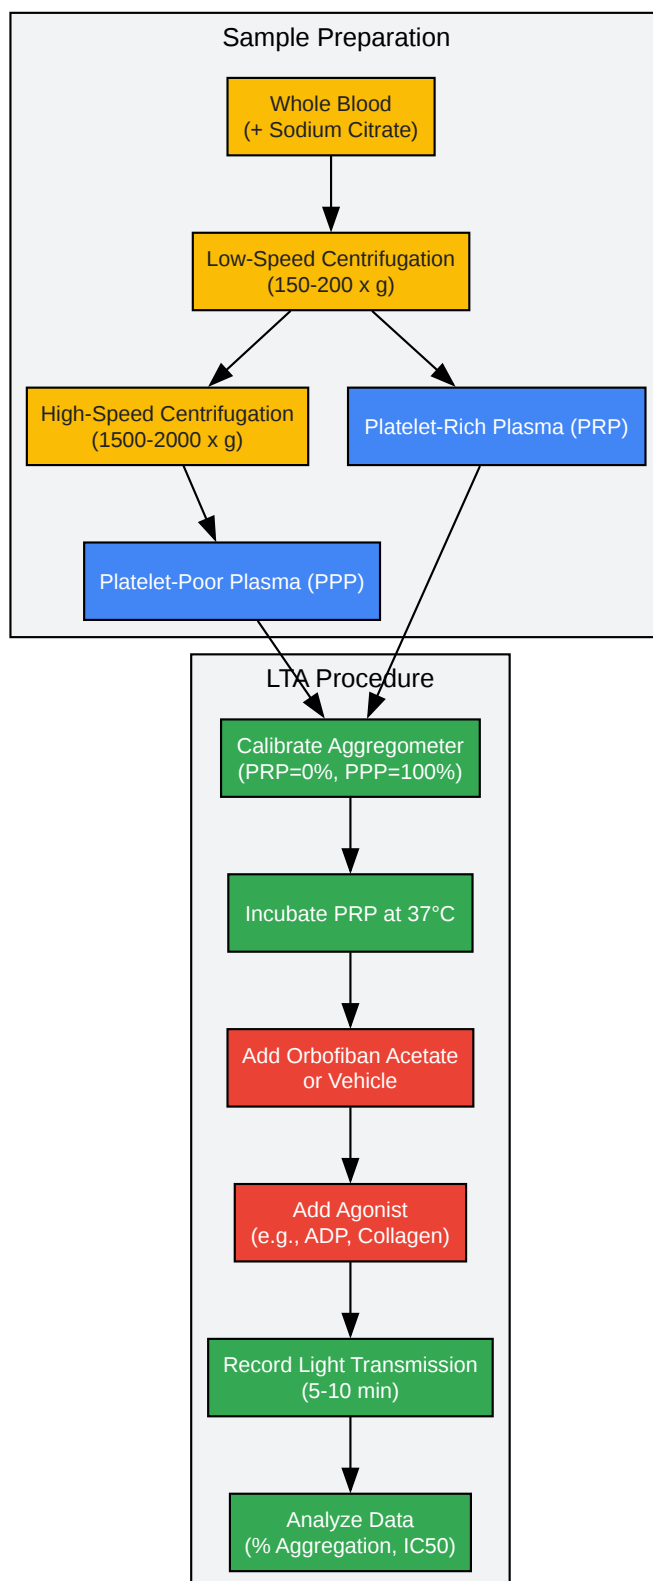 Sample Preparation
Whole Blood
(+ Sodium Citrate)
Low-Speed Centrifugation
(150-200 x g)
High-Speed Centrifugation
(1500-2000 x g)
Platelet-Rich Plasma (PRP)
Platelet-Poor Plasma (PPP)
LTA Procedure
Calibrate Aggregometer
(PRP=0%, PPP=100%)
Incubate PRP at 37°C
Add Orbofiban Acetate
or Vehicle
Add Agonist
(e.g., ADP, Collagen)
Record Light Transmission
(5-10 min)
Analyze Data
(% Aggregation, IC50)